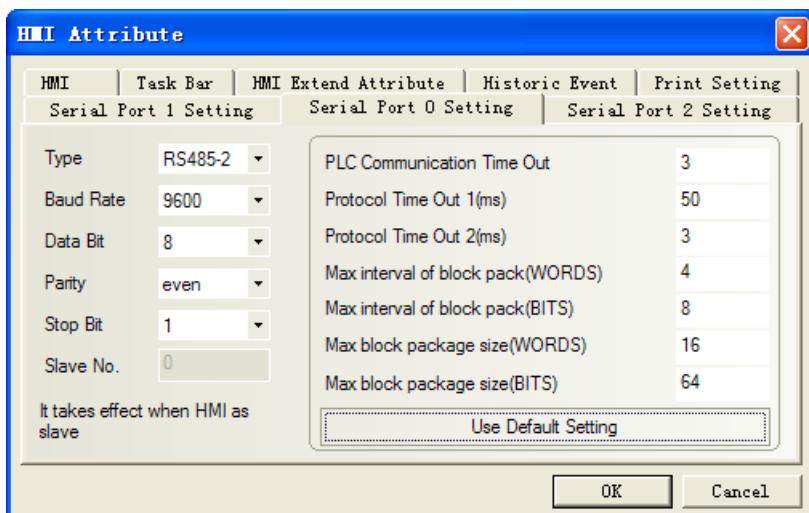 HMI Attribute
HMI
Task Bar
HMI Extend Attribute
Historic Event
Print Setting
Serial Port 1 Setting
Serial Port 0 Setting
Serial Port 2 Setting
Type RS485-2
Baud Rate 9600
Data Bit 8
Parity even
Stop Bit 1
Slave No. 0
It takes effect when HMI as
slave
PLC Communication Time Out 3
Protocol Time Out 1(ms) 50
Protocol Time Out 2(ms) 3
Max interval of block pack(WORDS) 4
Max interval of block pack(BITS) 8
Max block package size(WORDS) 16
Max block package size(BITS) 64
Use Default Setting
OK
Cancel